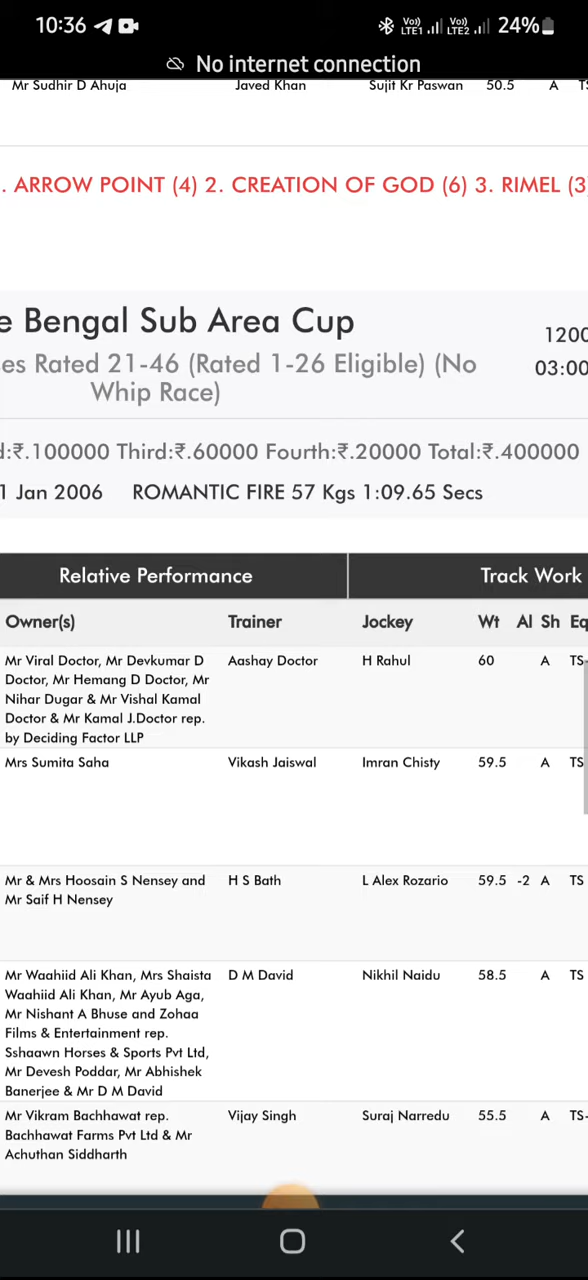 10:36 Vo)) LTE1 Vo)) LTE2 24%
No internet connection
Mr Sudhir D Ahuja Javed Khan Sujit Kr Paswan 50.5 A TS
. ARROW POINT (4) 2. CREATION OF GOD (6) 3. RIMEL (3
e Bengal Sub Area Cup
1200
es Rated 21-46 (Rated 1-26 Eligible) (No
03:00
Whip Race)
d:₹.100000 Third:₹.60000 Fourth:₹.20000 Total:₹.400000
1 Jan 2006 ROMANTIC FIRE 57 Kgs 1:09.65 Secs
Relative Performance Track Work
Owner(s) Trainer Jockey Wt Al Sh Eq
Mr Viral Doctor, Mr Devkumar D Aashay Doctor H Rahul 60 A TS-
Doctor, Mr Hemang D Doctor, Mr
Nihar Dugar & Mr Vishal Kamal
Doctor & Mr Kamal J.Doctor rep.
by Deciding Factor LLP
Mrs Sumita Saha Vikash Jaiswal Imran Chisty 59.5 A TS
Mr & Mrs Hoosain S Nensey and H S Bath L Alex Rozario 59.5 -2 A TS
Mr Saif H Nensey
Mr Waahiid Ali Khan, Mrs Shaista D M David Nikhil Naidu 58.5 A TS
Waahiid Ali Khan, Mr Ayub Aga,
Mr Nishant A Bhuse and Zohaa
Films & Entertainment rep.
Sshaawn Horses & Sports Pvt Ltd,
Mr Devesh Poddar, Mr Abhishek
Banerjee & Mr D M David
Mr Vikram Bachhawat rep. Vijay Singh Suraj Narredu 55.5 A TS-
Bachhawat Farms Pvt Ltd & Mr
Achuthan Siddharth